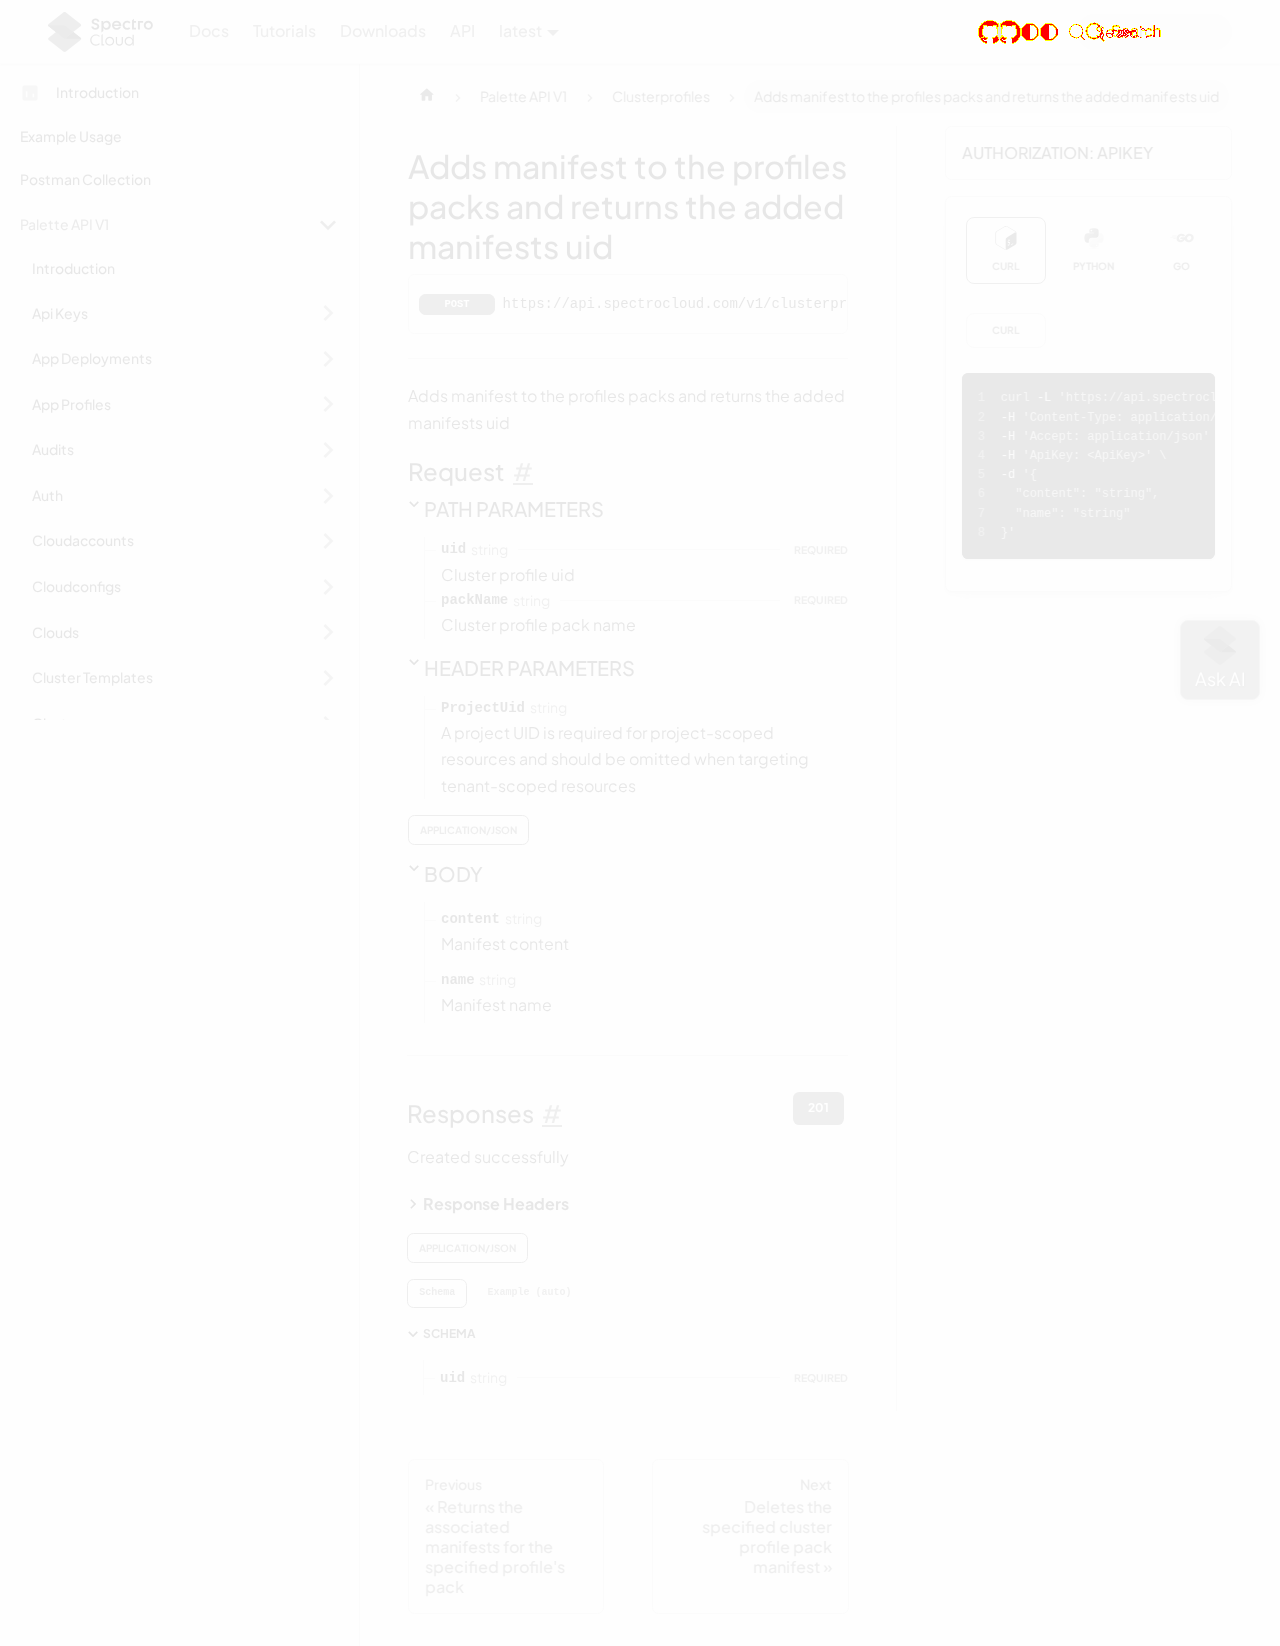 Spectro Cloud
Docs
Tutorials
Downloads
API
latest
Search
Introduction
Example Usage
Postman Collection
Palette API V1
Introduction
Api Keys
App Deployments
App Profiles
Audits
Auth
Cloudaccounts
Cloudconfigs
Clouds
Cluster Templates
Palette API V1
Clusterprofiles
Adds manifest to the profiles packs and returns the added manifests uid
Adds manifest to the profiles
packs and returns the added
manifests uid
POST https://api.spectrocloud.com/v1/clusterpr
Adds manifest to the profiles packs and returns the added
manifests uid
Request #
PATH PARAMETERS
uid string REQUIRED
Cluster profile uid
packName string REQUIRED
Cluster profile pack name
HEADER PARAMETERS
ProjectUid string
A project UID is required for project-scoped
resources and should be omitted when targeting
tenant-scoped resources
APPLICATION/JSON
BODY
content string
Manifest content
name string
Manifest name
Responses #
201
Created successfully
Response Headers
APPLICATION/JSON
Schema
Example (auto)
SCHEMA
uid string REQUIRED
Previous
« Returns the
associated
manifests for the
specified profile's
pack
Next
Deletes the
specified cluster
profile pack
manifest »
AUTHORIZATION: APIKEY
CURL
PYTHON
GO
CURL
1 curl -L 'https://api.spectrocl
2 -H 'Content-Type: application/
3 -H 'Accept: application/json'
4 -H 'ApiKey: <ApiKey>' \
5 -d '{
6 "content": "string",
7 "name": "string"
8 }'
Ask AI